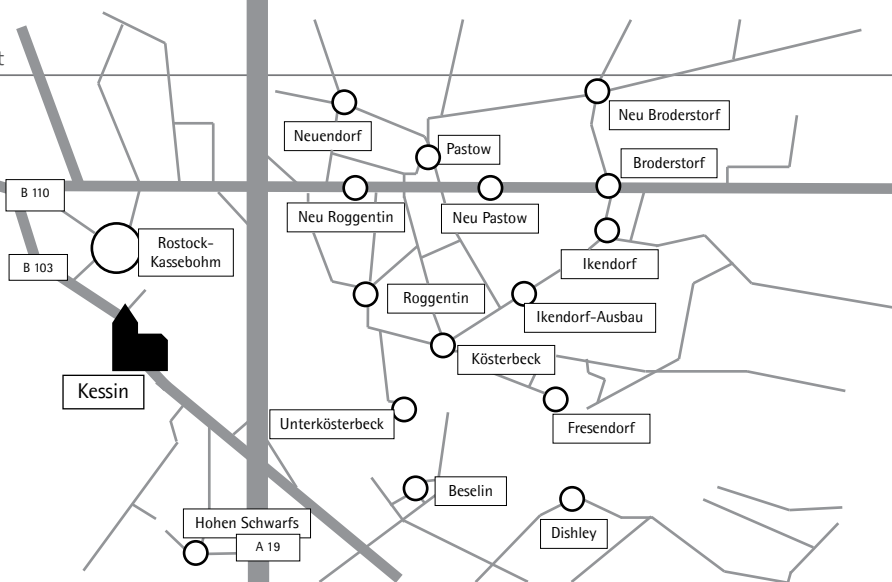 t
Neu Broderstorf
Neuendorf
Pastow
Broderstorf
B 110
Neu Roggentin
Neu Pastow
Rostock-
Kassebohm
B 103
Ikendorf
Roggentin
Ikendorf-Ausbau
Kösterbeck
Kessin
Unterkösterbeck
Fresendorf
Beselin
Hohen Schwarfs
Dishley
A 19